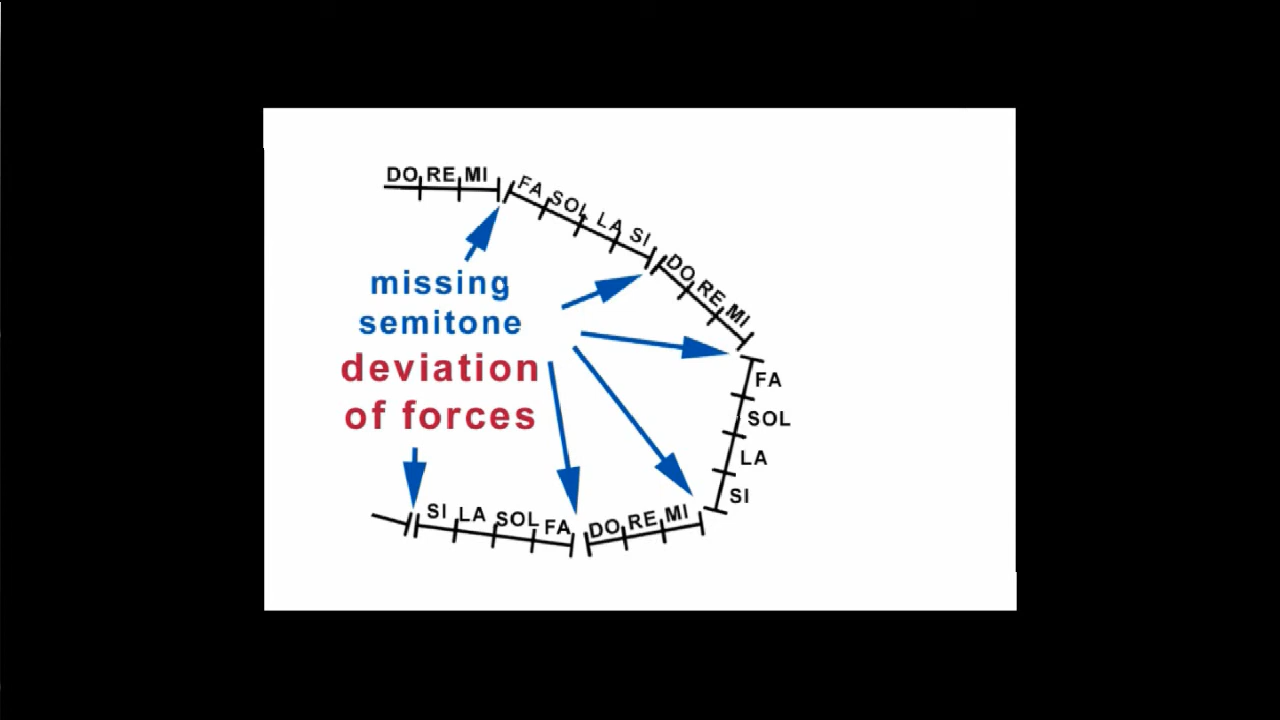 DO RE MI
FA SOL LA SI
DO RE MI
missing
semitone
deviation
of forces
FA
SOL
LA
SI
SI LA SOL FA
DO RE MI